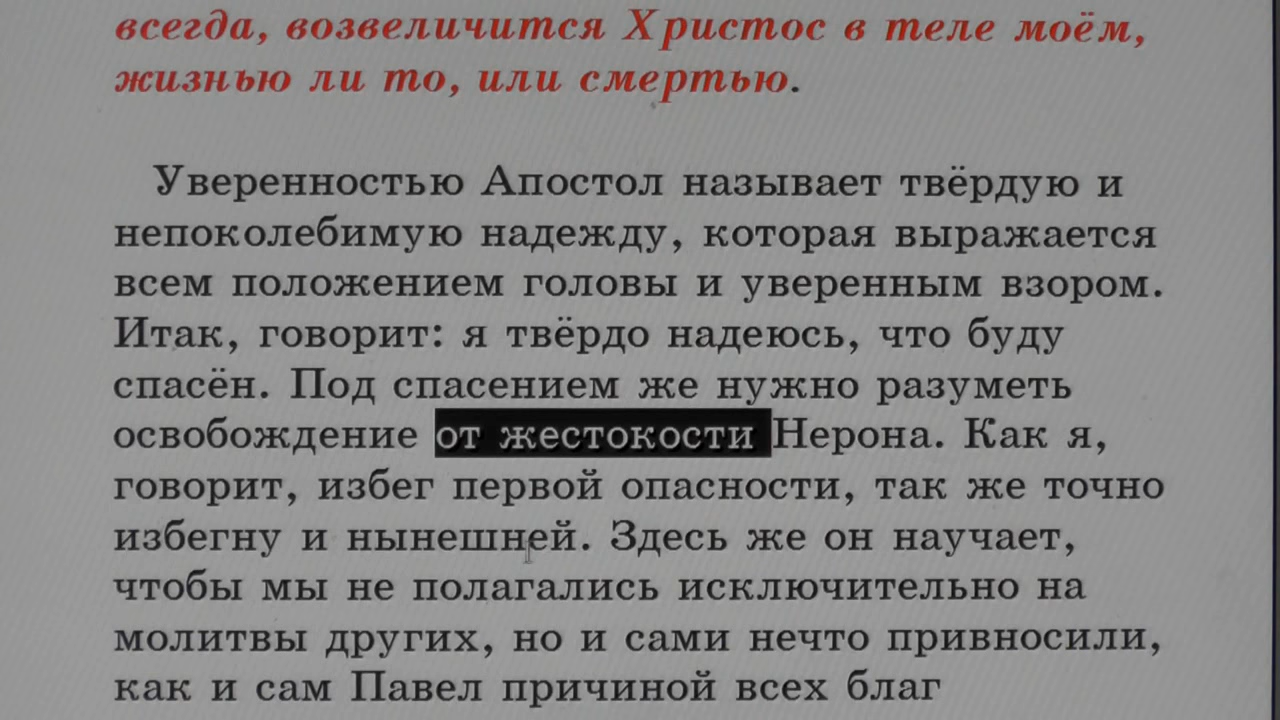 всегда, возвеличится Христос в теле моём,
жизнью ли то, или смертью.
Уверенностью Апостол называет твёрдую и
непоколебимую надежду, которая выражается
всем положением головы и уверенным взором.
Итак, говорит: я твёрдо надеюсь, что буду
спасён. Под спасением же нужно разуметь
освобождение от жестокости Нерона. Как я,
говорит, избег первой опасности, так же точно
избегну и нынешней. Здесь же он научает,
чтобы мы не полагались исключительно на
молитвы других, но и сами нечто привносили,
как и сам Павел причиной всех благ